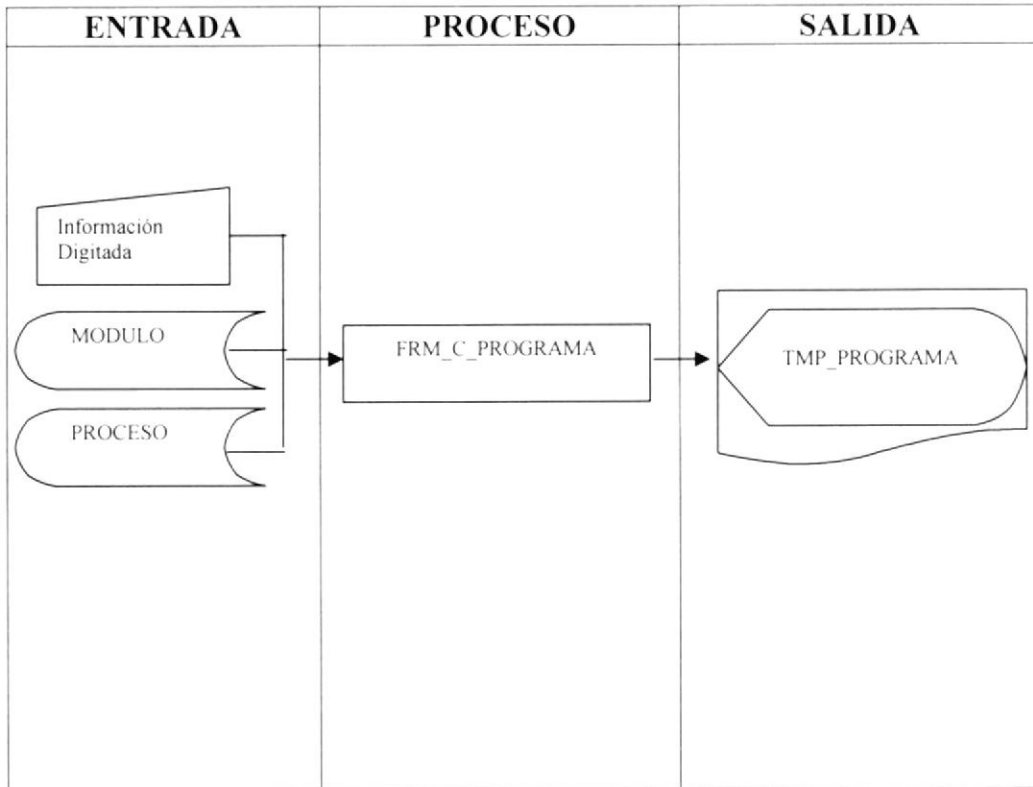 ENTRADA
PROCESO
SALIDA
Información
Digitada
MODULO
PROCESO
FRM_C_PROGRAMA
TMP_PROGRAMA